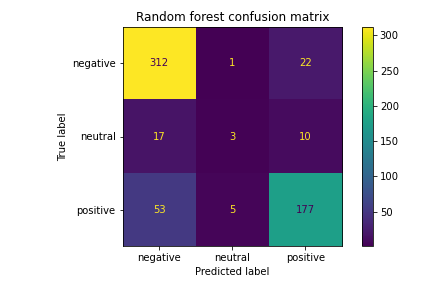 Random forest confusion matrix
negative 312 1 22
neutral 17 3 10
positive 53 5 177
negative neutral positive
Predicted label
True label
300
250
200
150
100
50